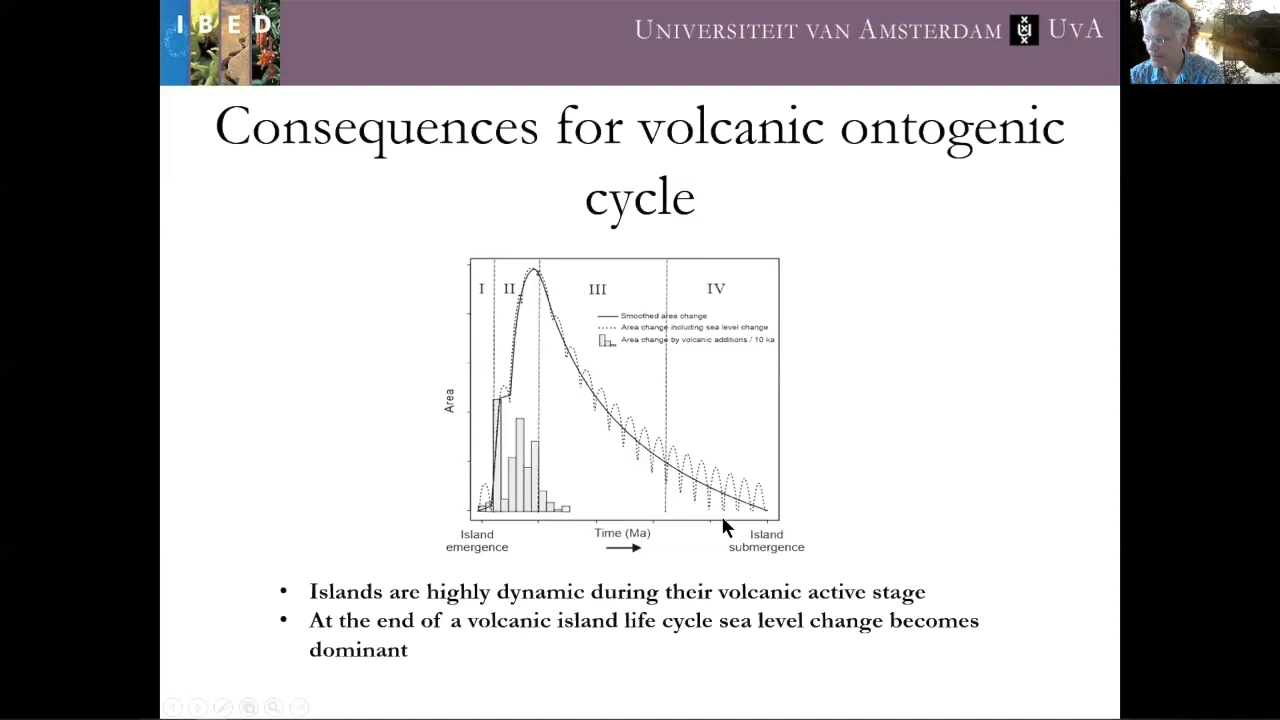 IBED
UNIVERSITEIT VAN AMSTERDAM UvA
Consequences for volcanic ontogenic
cycle
I II III IV
Smoothed area change
Area change including sea level change
Area change by volcanic additions / 10 ka
Area
Island
emergence
Time (Ma)
Island
submergence
• Islands are highly dynamic during their volcanic active stage
• At the end of a volcanic island life cycle sea level change becomes
dominant